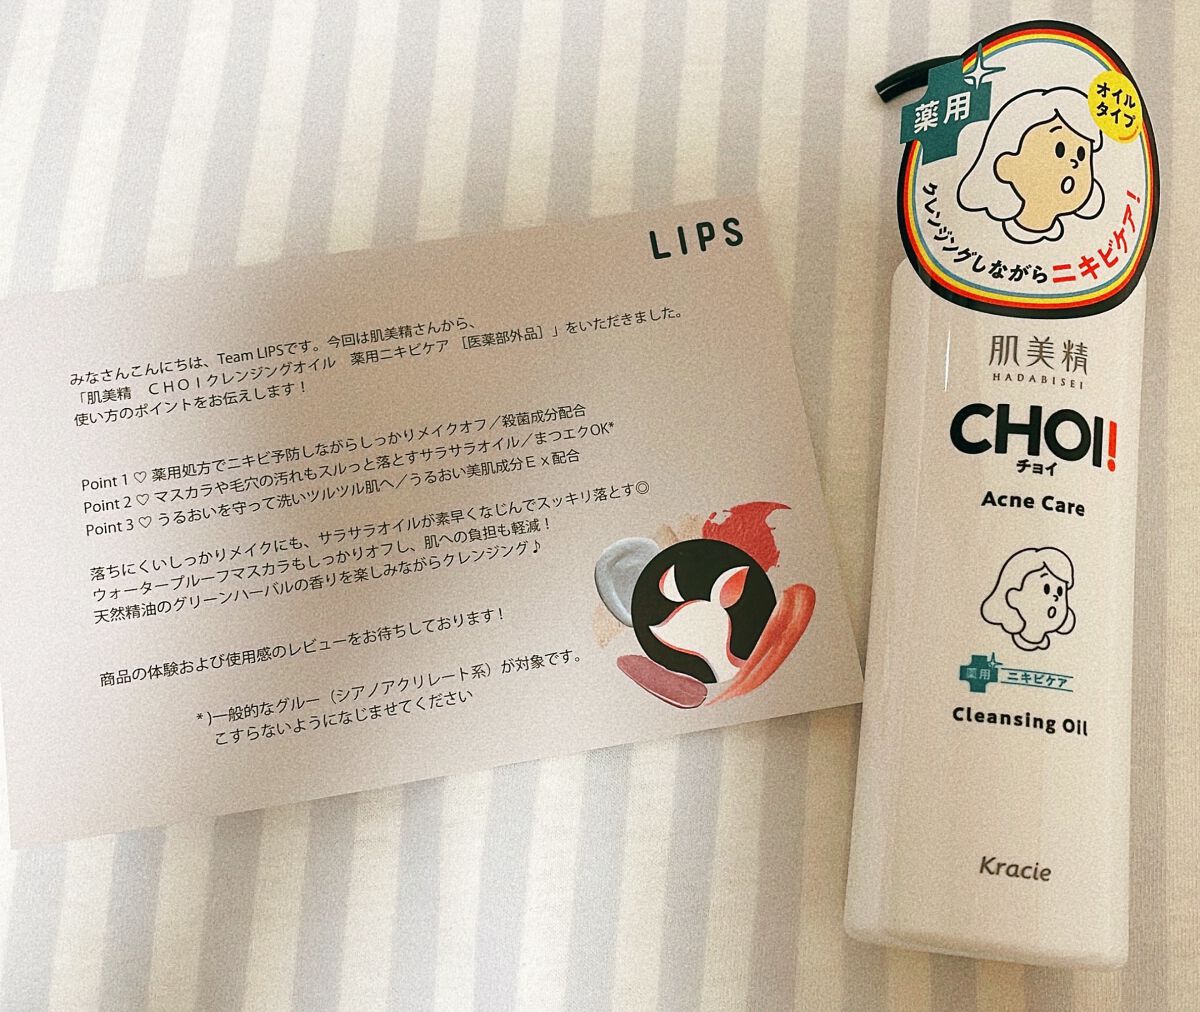 LIPS
みなさんこんにちは、Team LIPSです。今回は肌美精さんから、
「肌美精　ＣＨＯＩクレンジングオイル　薬用ニキビケア ［医薬部外品］」をいただきました。
使い方のポイントをお伝えします！
Point 1 ♡ 薬用処方でニキビ予防しながらしっかりメイクオフ／殺菌成分配合
Point 2 ♡ マスカラや毛穴の汚れもスルっと落とすサラサラオイル／まつエクOK*
Point 3 ♡ うるおいを守って洗いツルツル肌へ／うるおい美肌成分Ｅｘ配合
落ちにくいしっかりメイクにも、サラサラオイルが素早くなじんでスッキリ落とす◎
ウォータープルーフマスカラもしっかりオフし、肌への負担も軽減！
天然精油のグリーンハーバルの香りを楽しみながらクレンジング♪
商品の体験および使用感のレビューをお待ちしております！
* )一般的なグルー（シアノアクリレート系）が対象です。
こすらないようになじませてください
薬用
オイル
タイプ
クレンジングしながらニキビケア！
肌美精
HADABISEI
CHOI!
チョイ
Acne Care
薬用 ニキビケア
Cleansing Oil
Kracie